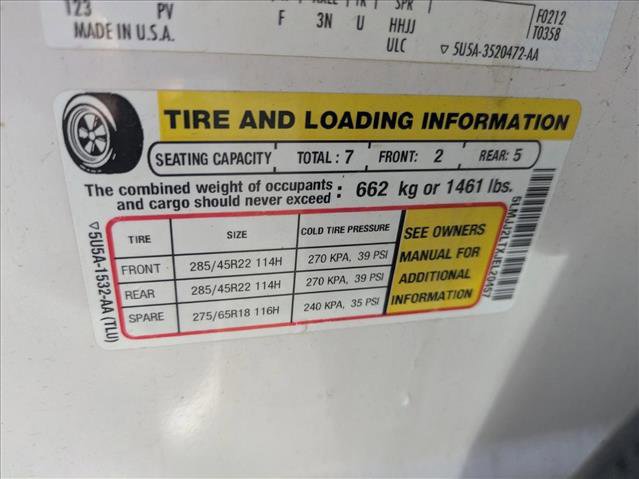 123 PV F 3N U HHJJ F0212
MADE IN U.S.A. ULC T0358
▽5U5A-3520472-AA
TIRE AND LOADING INFORMATION
SEATING CAPACITY TOTAL: 7 FRONT: 2 REAR: 5
The combined weight of occupants
and cargo should never exceed : 662 kg or 1461 lbs.
TIRE SIZE COLD TIRE PRESSURE
FRONT 285/45R22 114H 270 KPA, 39 PSI
REAR 285/45R22 114H 270 KPA, 39 PSI
SPARE 275/65R18 116H 240 KPA, 35 PSI
SEE OWNERS
MANUAL FOR
ADDITIONAL
INFORMATION
▽5U5A-1532-AA (TLU)
5LMJJ2LTXJEL20457